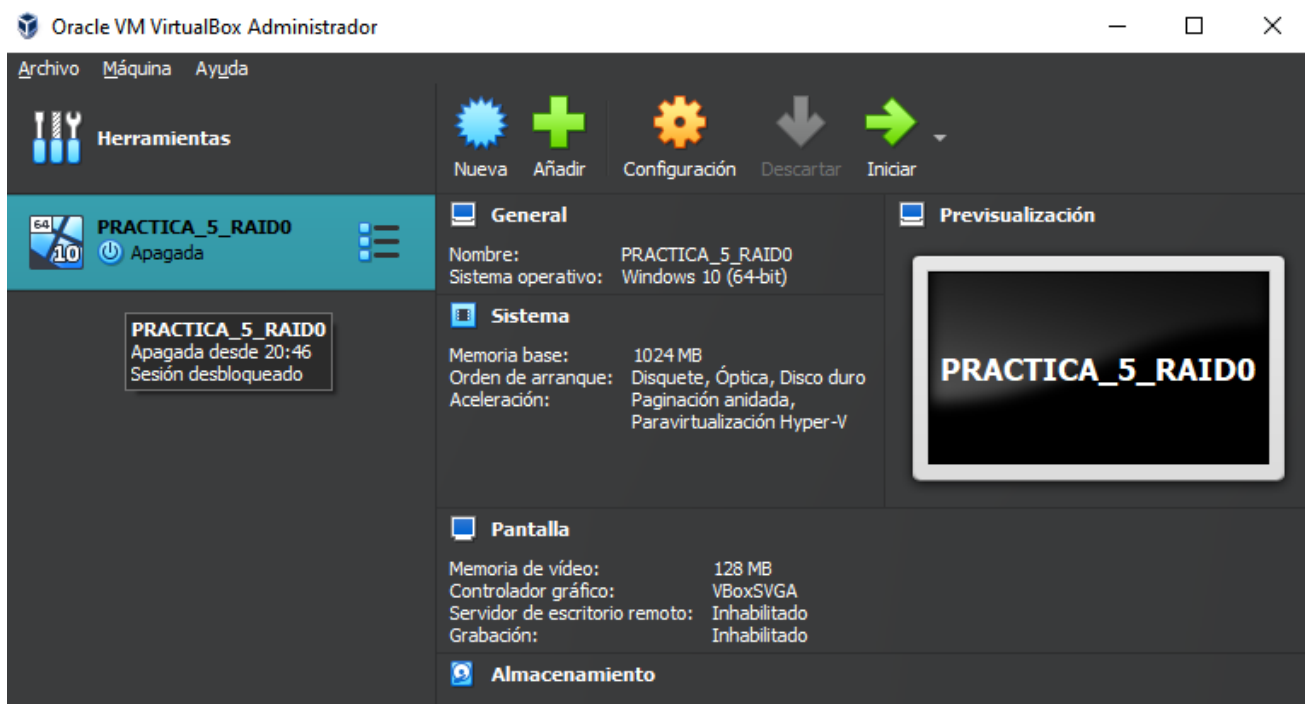 Oracle VM VirtualBox Administrador
Archivo Máquina Ayuda
Herramientas
Nueva Añadir Configuración Descartar Iniciar
64
10
PRACTICA_5_RAID0
Apagada
PRACTICA_5_RAID0
Apagada desde 20:46
Sesión desbloqueado
General
Nombre: PRACTICA_5_RAID0
Sistema operativo: Windows 10 (64-bit)
Sistema
Memoria base: 1024 MB
Orden de arranque: Disquete, Óptica, Disco duro
Aceleración: Paginación anidada,
Paravirtualización Hyper-V
Previsualización
PRACTICA_5_RAID0
Pantalla
Memoria de vídeo: 128 MB
Controlador gráfico: VBoxSVGA
Servidor de escritorio remoto: Inhabilitado
Grabación: Inhabilitado
Almacenamiento